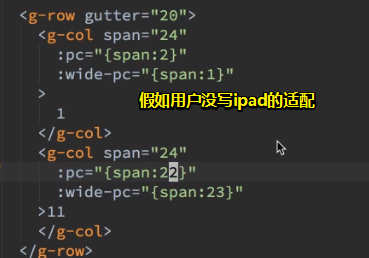 <g-row gutter="20">
<g-col span="24"
:pc="{span:2}"
:wide-pc="{span:1}"
>
假如用户没写ipad的适配
1
</g-col>
<g-col span="24"
:pc="{span:22}"
:wide-pc="{span:23}"
>11
</g-col>
</g-row>